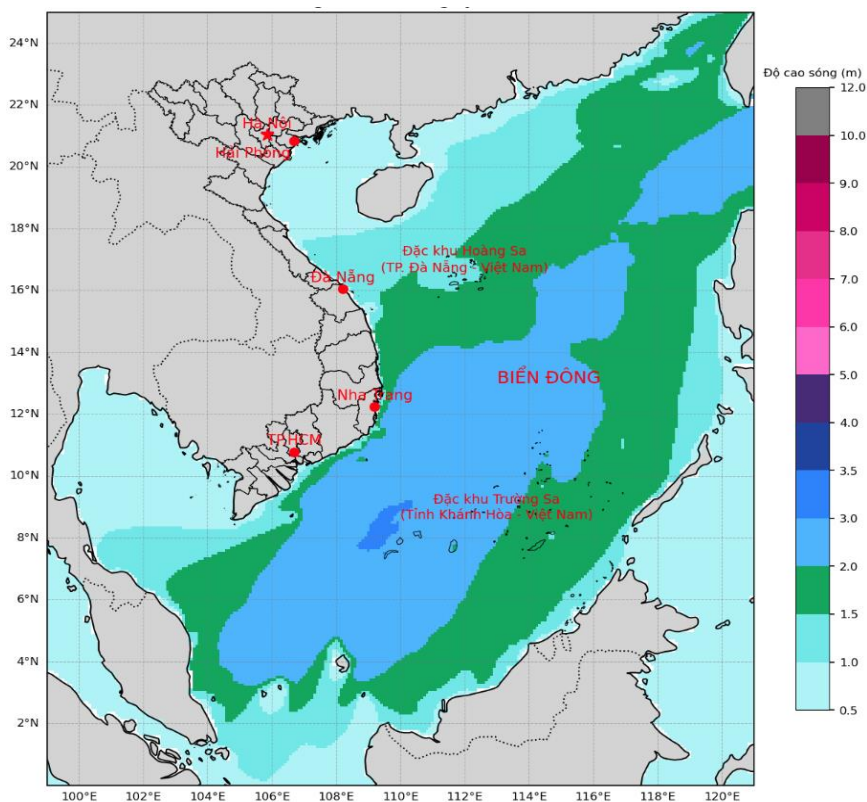 25°N
24°N
22°N
20°N
18°N
16°N
14°N
12°N
10°N
8°N
6°N
4°N
2°N
100°E
102°E
104°E
106°E
108°E
110°E
112°E
114°E
116°E
118°E
120°E
Hà Nội
Hải Phòng
Đặc khu Hoàng Sa
(TP. Đà Nẵng - Việt Nam)
Đà Nẵng
BIỂN ĐÔNG
Nha Trang
TP.HCM
Đặc khu Trường Sa
(Tỉnh Khánh Hòa - Việt Nam)
Độ cao sóng (m)
12.0
10.0
9.0
8.0
7.0
6.0
5.0
4.0
3.5
3.0
2.0
1.5
1.0
0.5